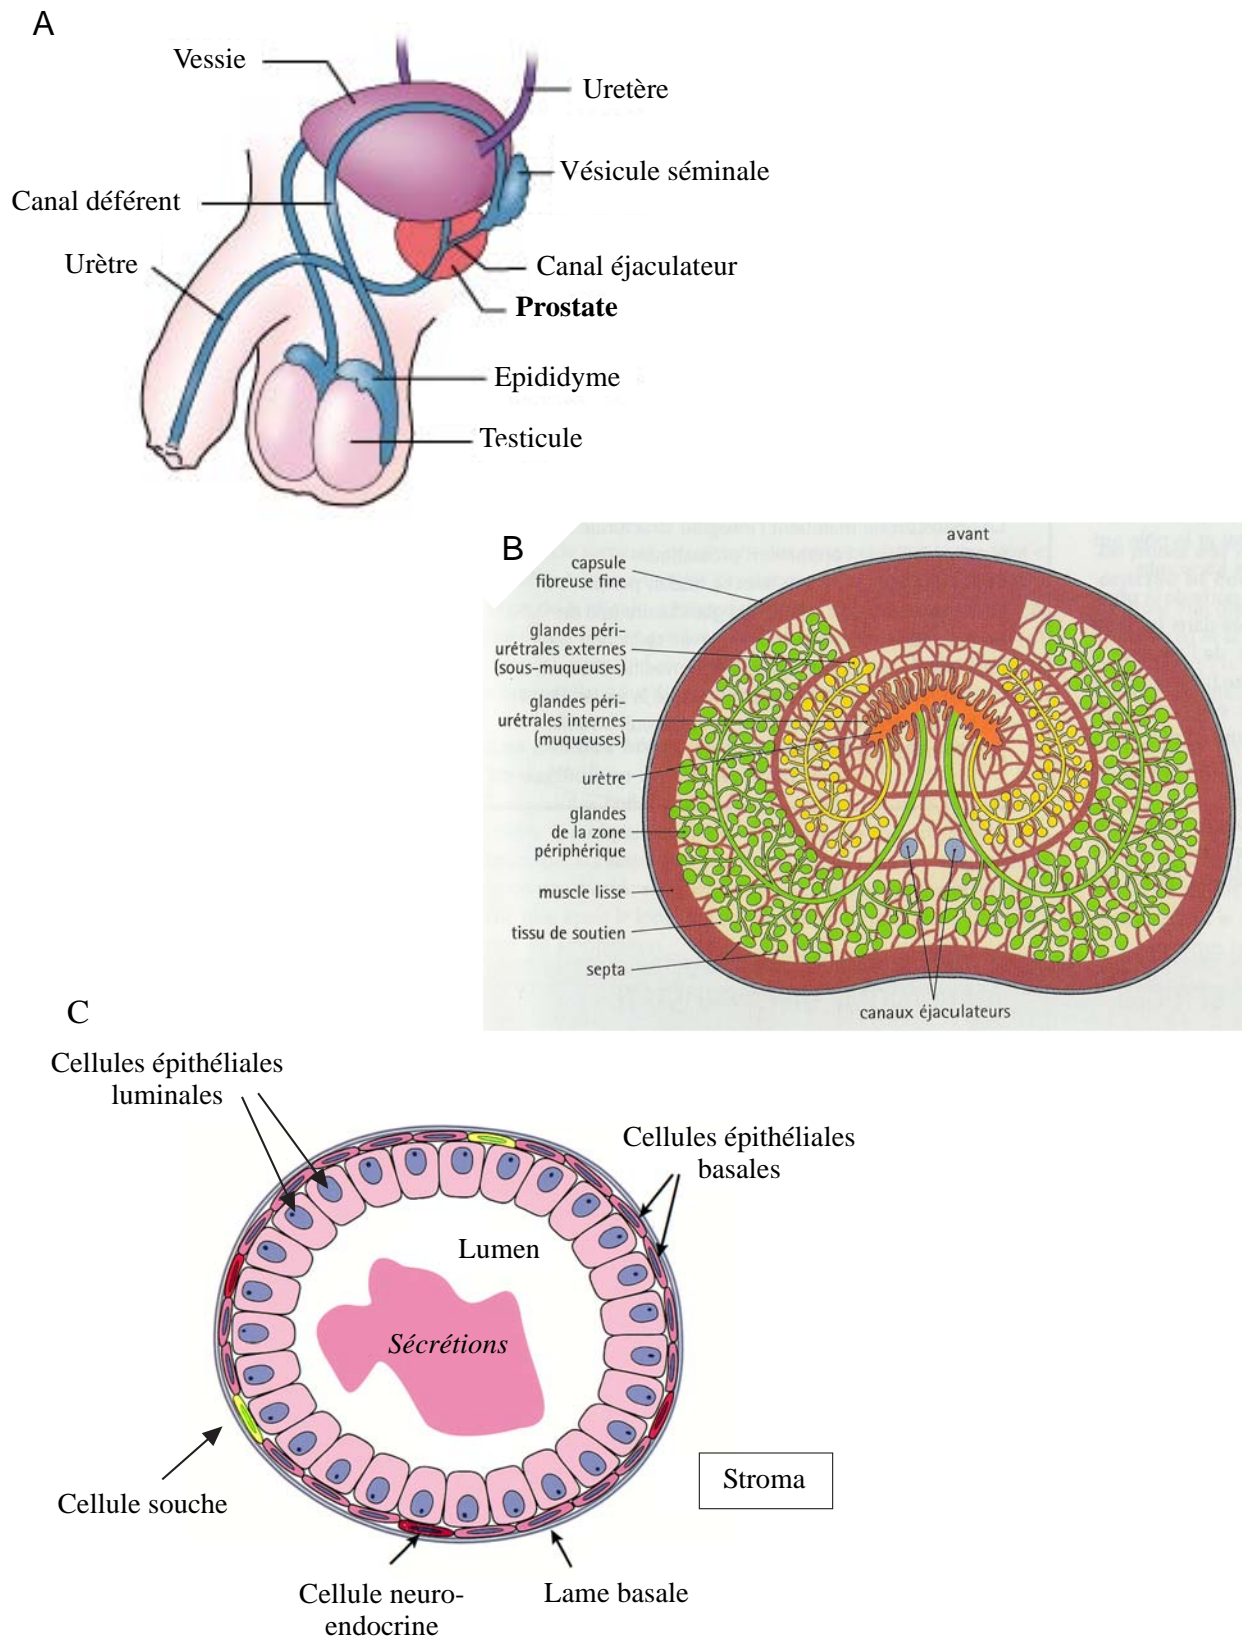 A
Vessie
Uretère
Vésicule séminale
Canal déférent
Urètre
Canal éjaculateur
Prostate
Epididyme
Testicule
B
avant
capsule
fibreuse fine
glandes péri-
urétrales externes
(sous-muqueuses)
glandes péri-
urétrales internes
(muqueuses)
urètre
glandes
de la zone
périphérique
muscle lisse
tissu de soutien
septa
canaux éjaculateurs
C
Cellules épithéliales
luminales
Cellules épithéliales
basales
Lumen
Sécrétions
Stroma
Cellule souche
Cellule neuro-
endocrine
Lame basale